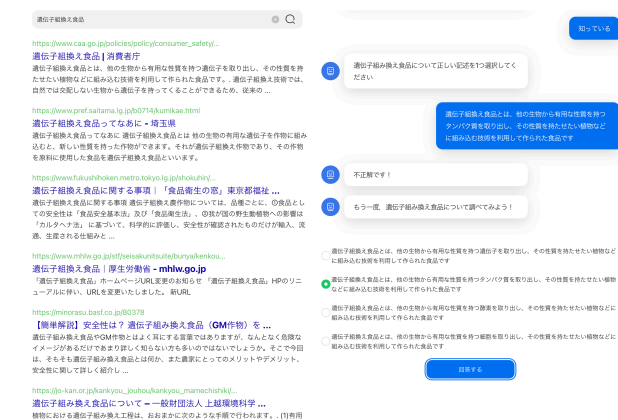 遺伝子組換え食品
https://www.caa.go.jp/policies/policy/consumer_safety/...
遺伝子組換え食品 | 消費者庁
遺伝子組換え食品とは、他の生物から有用な性質を持つ遺伝子を取り出し、その性質を持
たせたい植物などに組み込む技術を利用して作られた食品です。. 遺伝子組換え技術では、
自然では交配しない生物から遺伝子を持ってくることができるため、従来の ...
https://www.pref.saitama.lg.jp/b0714/kumikae.html
遺伝子組換え食品ってなあに - 埼玉県
遺伝子組換え食品ってなあに 遺伝子組換え食品とは 他の生物の有用な遺伝子を作物に組み
込むと、新しい性質を持った作物ができます。それが遺伝子組換え作物であり、その作物
を原料に使用した食品を遺伝子組換え食品といいます。
https://www.fukushihoken.metro.tokyo.lg.jp/shokuhin/...
遺伝子組換え食品に関する事項｜「食品衛生の窓」東京都福祉 ...
遺伝子組換え食品に関する事項 遺伝子組換え農作物については、品種ごとに、①食品とし
ての安全性は「食品安全基本法」及び「食品衛生法」、②我が国の野生動植物への影響は
「カルタヘナ法」 に基づいて、科学的に評価し、安全性が確認されたものだけが輸入、流
通、生産される仕組みと ...
https://www.mhlw.go.jp/stf/seisakunitsuite/bunya/kenkou...
遺伝子組換え食品｜厚生労働省 - mhlw.go.jp
「遺伝子組換え食品」ホームページURL変更のお知らせ 「遺伝子組換え食品」HPのリニ
ューアルに伴い、URLを変更いたしました。 新URL
https://minorasu.basf.co.jp/80378
【簡単解説】安全性は？ 遺伝子組み換え食品（GM作物）を ...
遺伝子組み換え食品やGM作物とはよく耳にする言葉ではありますが、なんとなく危険な
イメージがあるだけであまり詳しく知らない方も多いのではないでしょうか。そこで今回
は、そもそも遺伝子組換え食品とは何か、また農家にとってのメリットやデメリット、
安全性に関して詳しく紹介し ...
https://jo-kan.or.jp/kankyou_jouhou/kankyou_mamechishiki/...
遺伝子組換え食品について – 一般財団法人 上越環境科学 ...
植物における遺伝子組み換え工程は、おおまかに次のような手順で行われます。. (1)有用
知っている
遺伝子組み換え食品について正しい記述を1つ選択してく
ださい
遺伝子組換え食品とは、他の生物から有用な性質を持つ
タンパク質を取り出し、その性質を持たせたい植物など
に組み込む技術を利用して作られた食品です
不正解です！
もう一度、遺伝子組み換え食品について調べてみよう！
遺伝子組換え食品とは、他の生物から有用な性質を持つ遺伝子を取り出し、その性質を持たせたい植物など
に組み込む技術を利用して作られた食品です
遺伝子組換え食品とは、他の生物から有用な性質を持つタンパク質を取り出し、その性質を持たせたい植物
などに組み込む技術を利用して作られた食品です
遺伝子組換え食品とは、他の生物から有用な性質を持つ酵素を取り出し、その性質を持たせたい植物などに
組み込む技術を利用して作られた食品です
遺伝子組換え食品とは、他の生物から有用な性質を持つ細胞を取り出し、その性質を持たせたい植物などに
組み込む技術を利用して作られた食品です
回答する